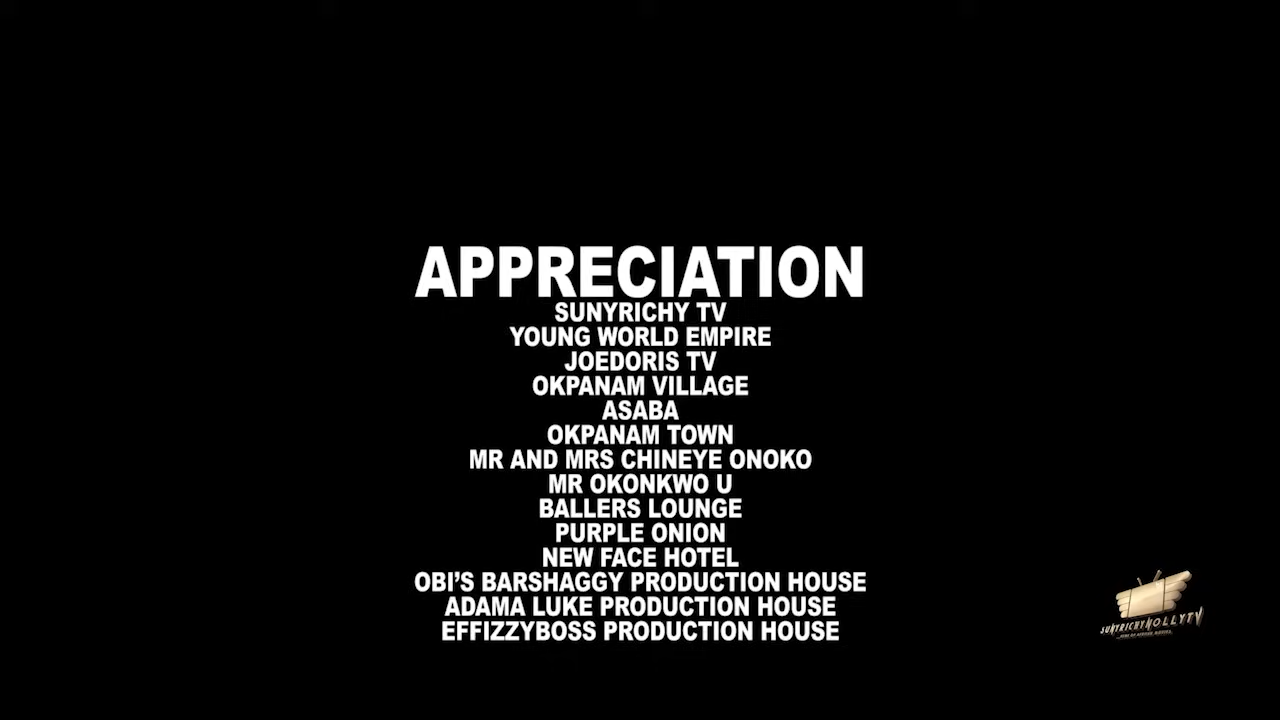 APPRECIATION
SUNYRICHY TV
YOUNG WORLD EMPIRE
JOEDORIS TV
OKPANAM VILLAGE
ASABA
OKPANAM TOWN
MR AND MRS CHINEYE ONOKO
MR OKONKWO U
BALLERS LOUNGE
PURPLE ONION
NEW FACE HOTEL
OBI'S BARSHAGGY PRODUCTION HOUSE
ADAMA LUKE PRODUCTION HOUSE
EFFIZZYBOSS PRODUCTION HOUSE
SUNYRICHYNOLLYTV